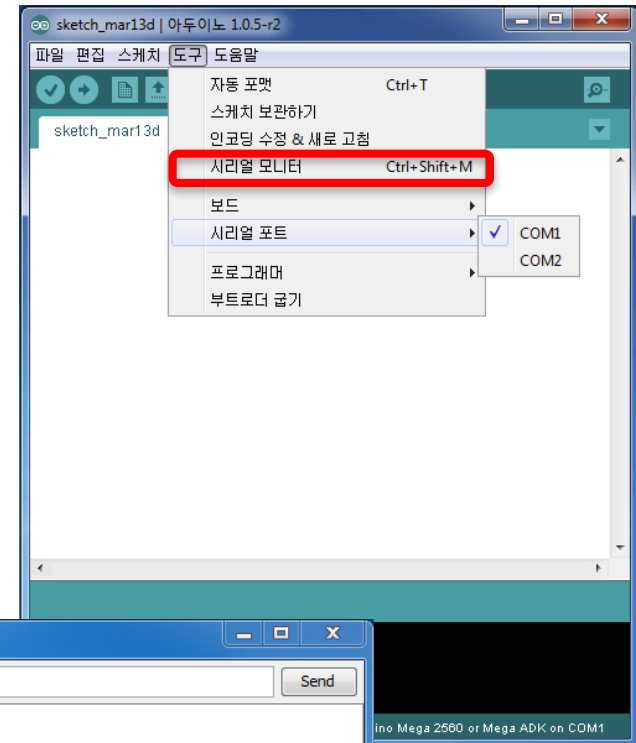 sketch_mar13d | 아두이노 1.0.5-r2
파일 편집 스케치 도구 도움말
sketch_mar13d
자동 포맷 Ctrl+T
스케치 보관하기
인코딩 수정 & 새로 고침
시리얼 모니터 Ctrl+Shift+M
보드
시리얼 포트
COM1
COM2
프로그래머
부트로더 굽기
Send
ino Mega 2560 or Mega ADK on COM1